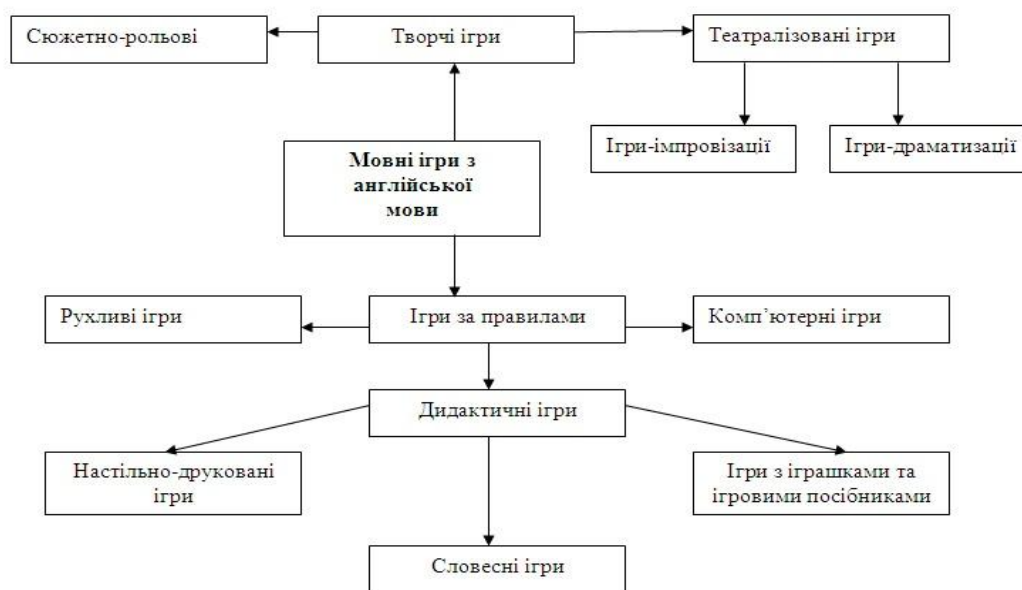 Сюжетно-рольові
Творчі ігри
Театралізовані ігри
Ігри-імпровізації
Ігри-драматизації
Мовні ігри з
англійської
мови
Рухливі ігри
Ігри за правилами
Комп’ютерні ігри
Дидактичні ігри
Настільно-друковані
ігри
Ігри з іграшками та
ігровими посібниками
Словесні ігри